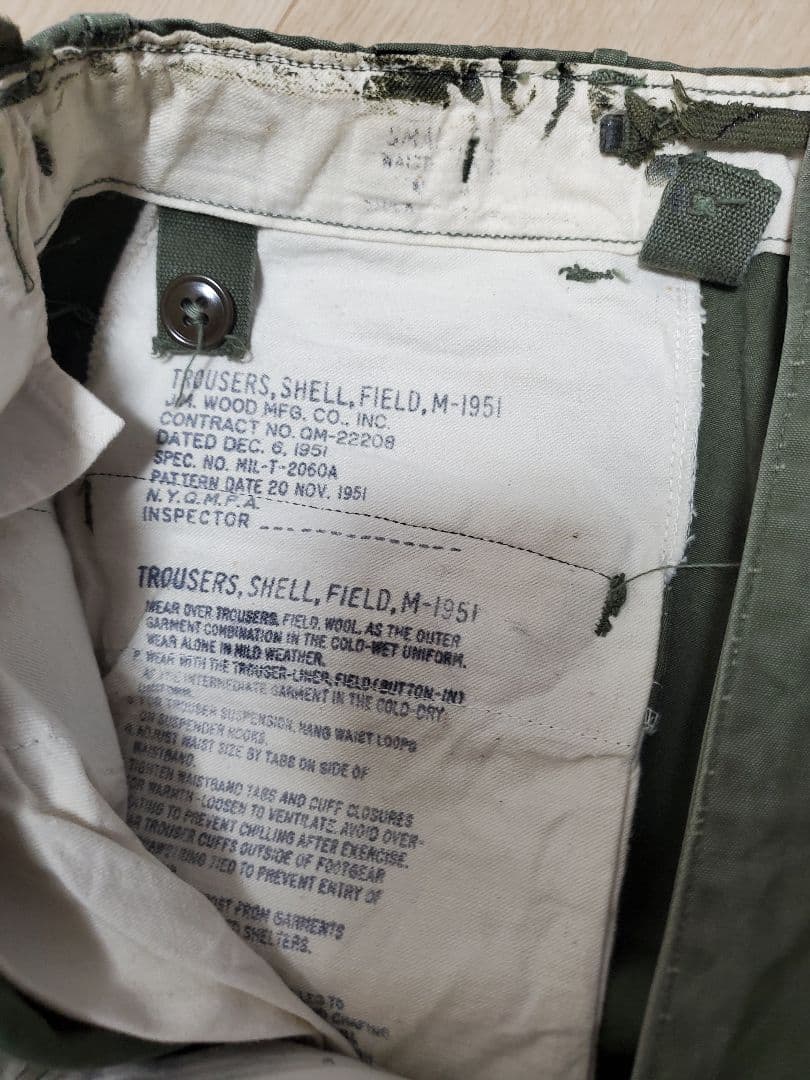 TROUSERS, SHELL, FIELD, M-1951
J.M. WOOD MFG. CO., INC.
CONTRACT NO. QM-22208
DATED DEC. 6, 1951
SPEC. NO. MIL-T-2060A
PATTERN DATE 20 NOV. 1951
N.Y.Q.M.P.A.
INSPECTOR
TROUSERS, SHELL, FIELD, M-1951
WEAR OVER TROUSERS, FIELD, WOOL, AS THE OUTER
GARMENT COMBINATION IN THE COLD-WET UNIFORM.
WEAR ALONE IN MILD WEATHER.
WEAR WITH THE TROUSER-LINER, FIELD (BUTTON-IN)
AS THE INTERMEDIATE GARMENT IN THE COLD-DRY
UNIFORM.
FOR TROUSER SUSPENSION, HANG WAIST LOOPS
ON SUSPENDER HOOKS.
ADJUST WAIST SIZE BY TABS ON SIDE OF
WAISTBAND.
TIGHTEN WAISTBAND TABS AND CUFF CLOSURES
FOR WARMTH-LOOSEN TO VENTILATE. AVOID OVER-
TO PREVENT CHILLING AFTER EXERCISE.
TROUSER CUFFS OUTSIDE OF FOOTGEAR
TIED TO PREVENT ENTRY OF
FROM GARMENTS
SHELTERS.
TO